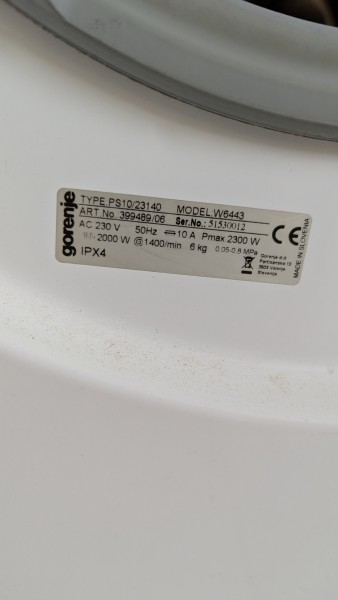 gorenje
TYPE.PS10/23140 MODEL.W6443
ART.No. 399489/06 Ser.No.: 51530012
AC 230 V 50Hz 10 A Pmax 2300 W
2000 W @1400/min 6 kg 0.05-0,8 MPa
IPX4
CE
Gorenje d.d.
Partizanska 12
3503 Velenje
Slovenija
MADE IN SLOVENIA